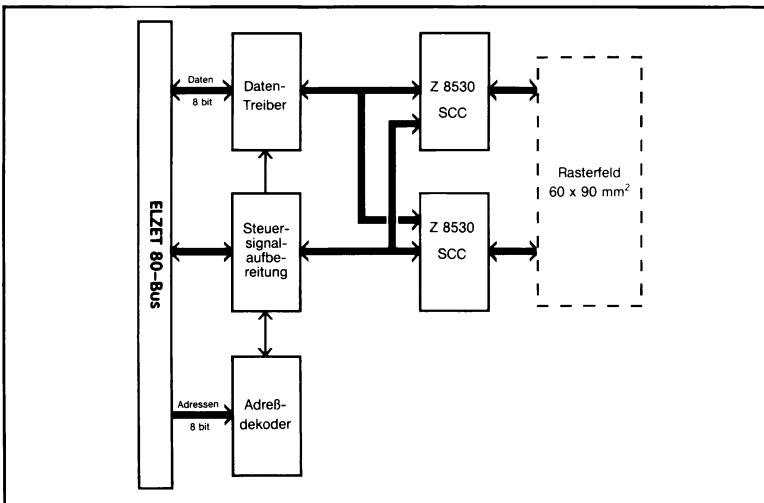 ELZET 80-Bus
Daten
8 bit
Daten-
Treiber
Z 8530
SCC
Rasterfeld
60 x 90 mm²
Steuer-
signal-
aufbe-
reitung
Z 8530
SCC
Adressen
8 bit
Adreß-
dekoder